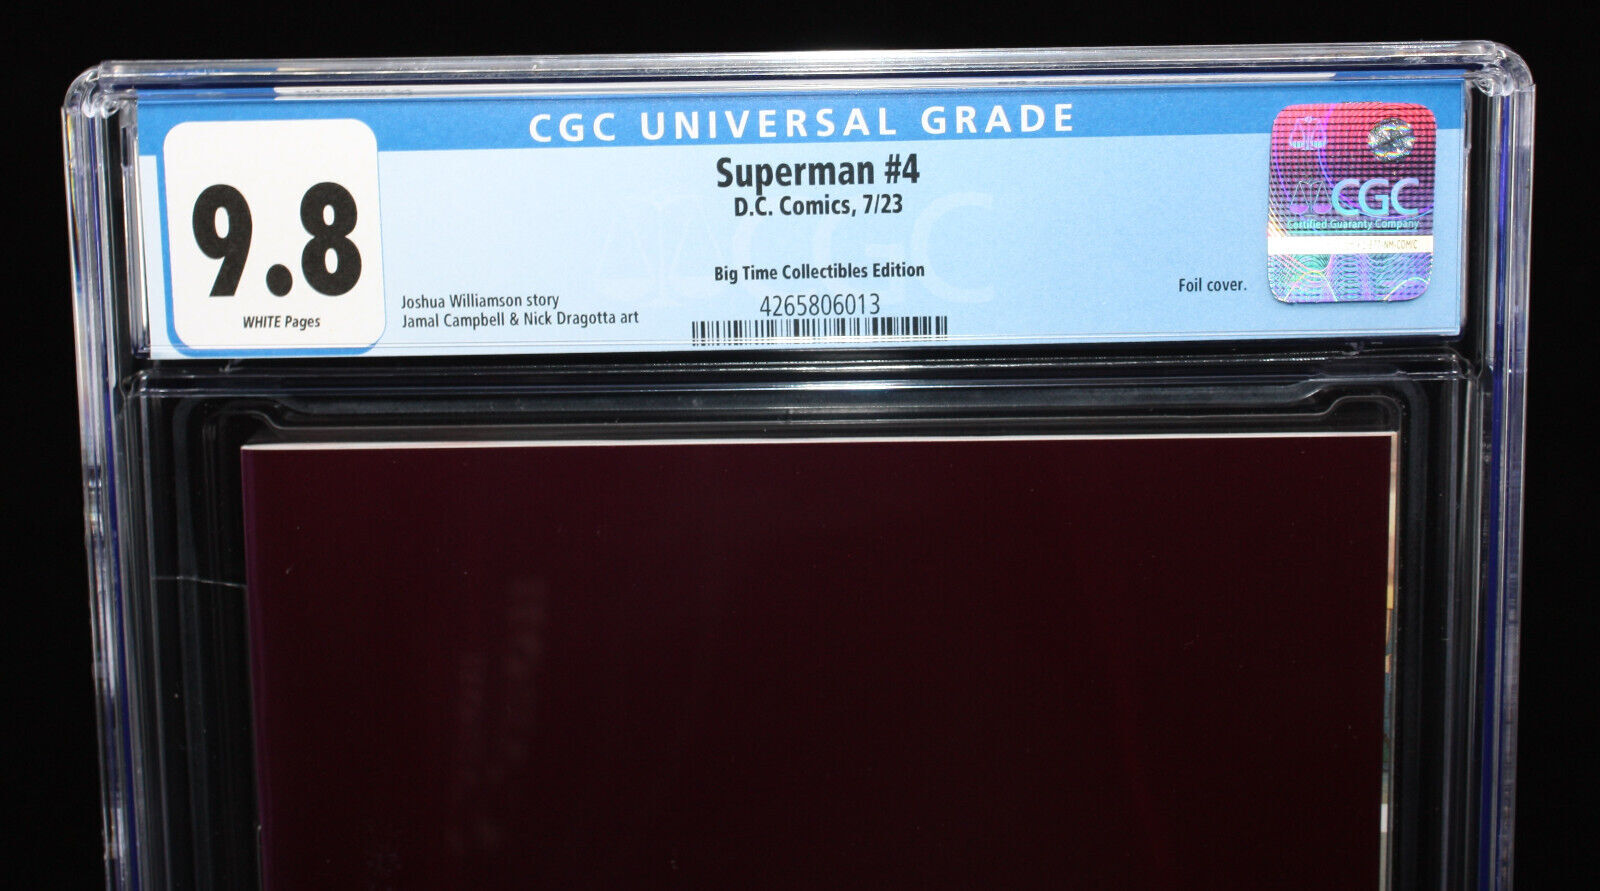 CGC UNIVERSAL GRADE
9.8
WHITE Pages
Superman #4
D.C. Comics, 7/23
Big Time Collectibles Edition
4265806013
Joshua Williamson story
Jamal Campbell & Nick Dragotta art
Foil cover.
CGC
Certified Guaranty Company